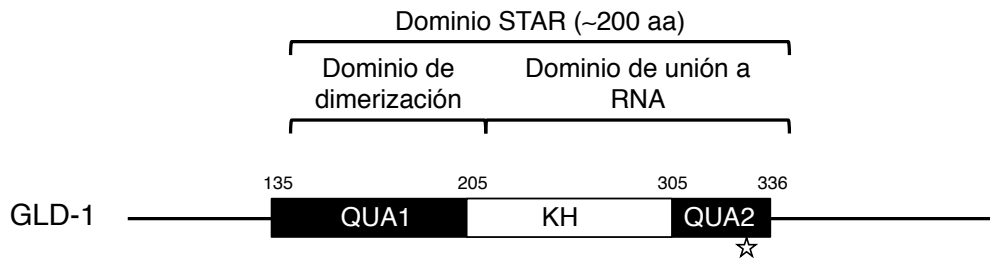 Dominio STAR (~200 aa)
Dominio de
dimerización
Dominio de unión a
RNA
135
205
305
336
GLD-1
QUA1
KH
QUA2